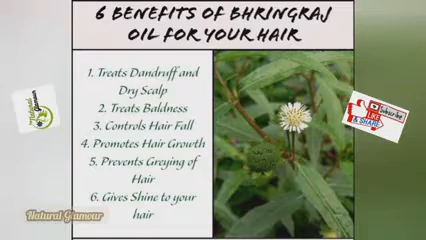 6 BENEFITS OF BHRINGRAJ
OIL FOR YOUR HAIR
1. Treats Dandruff and
Dry Scalp
2. Treats Baldness
3. Controls Hair Fall
4. Promotes Hair Growth
5. Prevents Greying of
Hair
6. Gives Shine to your
hair
Subscribe
LIKE
& SHARE
Natural Glamour